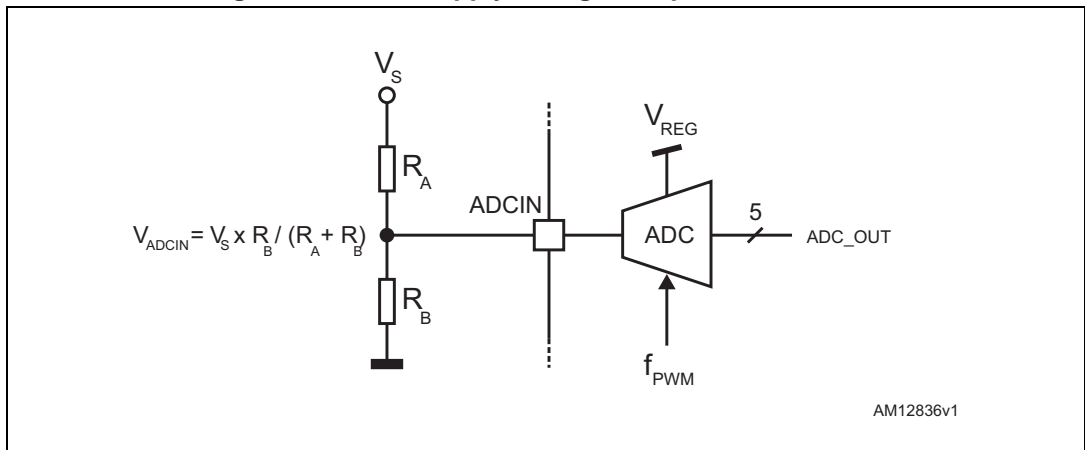 V_S
R_A
V_REG
ADCIN
5
V_ADCIN = V_S x R_B / (R_A + R_B)
ADC
ADC_OUT
R_B
f_PWM
AM12836v1